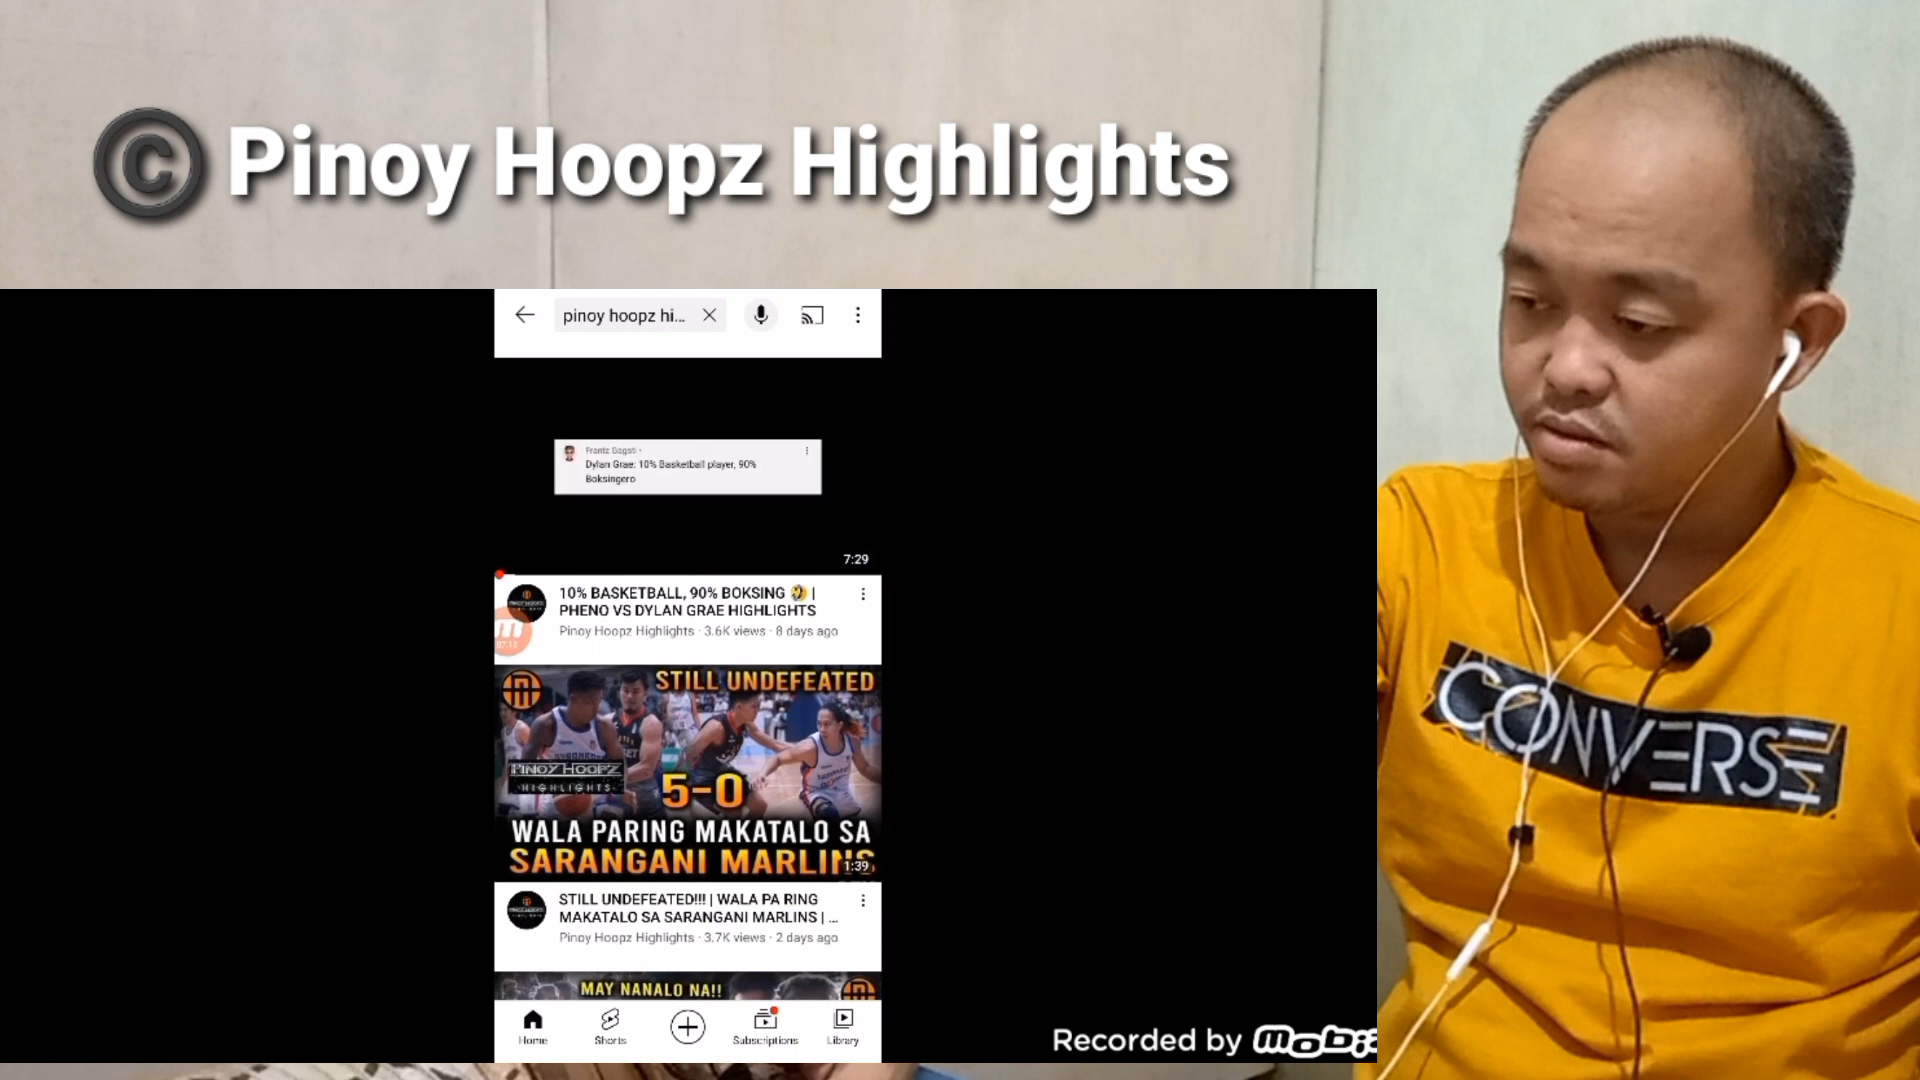 © Pinoy Hoopz Highlights
pinoy hoopz hi...
Frantz Gagati •
Dylan Grae: 10% Basketball player, 90%
Boksingero
7:29
10% BASKETBALL, 90% BOKSING 🤣 |
PHENO VS DYLAN GRAE HIGHLIGHTS
Pinoy Hoopz Highlights · 3.6K views · 8 days ago
STILL UNDEFEATED
PINOY HOOPZ
HIGHLIGHTS
5-0
WALA PARING MAKATALO SA
SARANGANI MARLINS
1:39
STILL UNDEFEATED!!! | WALA PA RING
MAKATALO SA SARANGANI MARLINS | ...
Pinoy Hoopz Highlights · 3.7K views · 2 days ago
MAY NANALO NA!!
Home
Shorts
Subscriptions
Library
Recorded by
CONVERSE